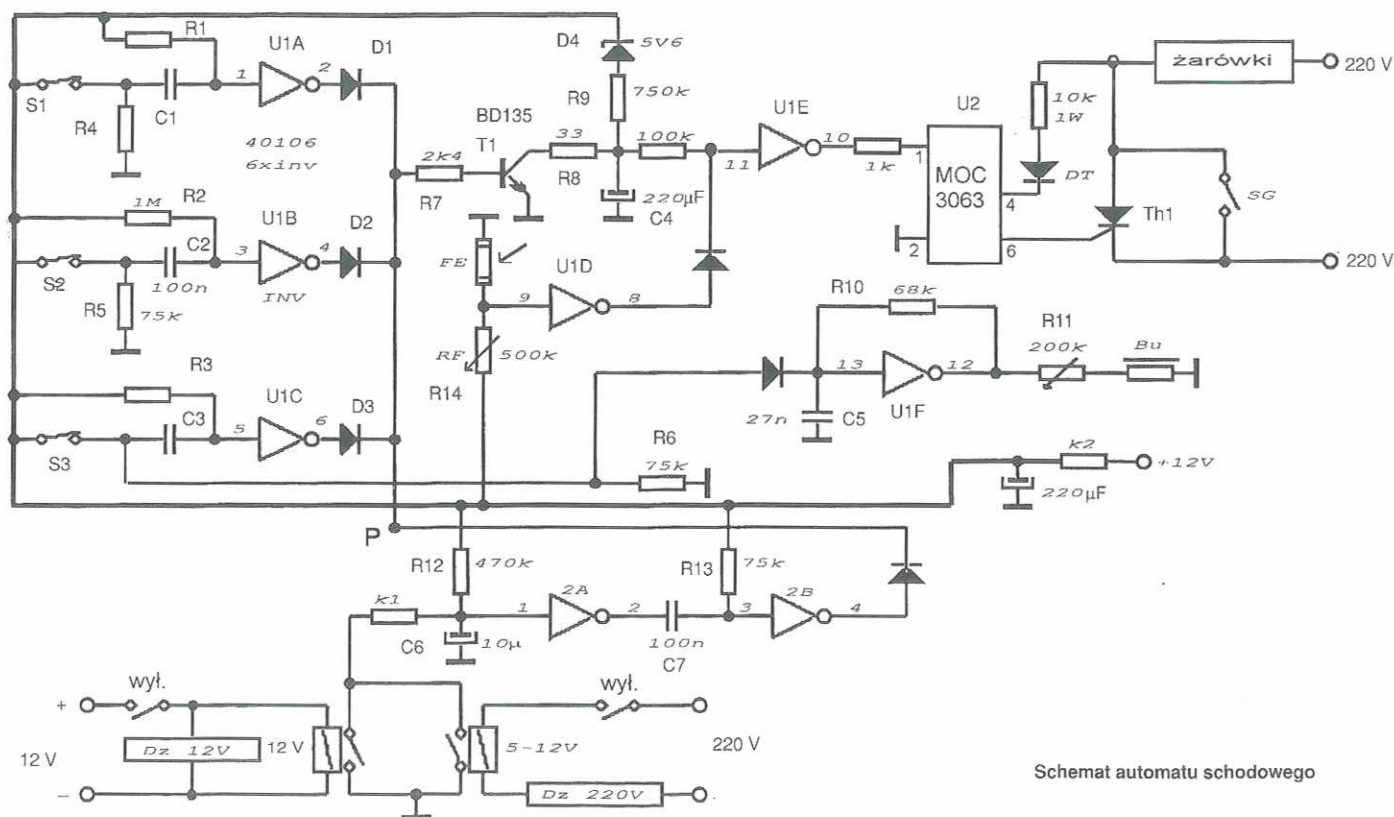 R1
U1A
D1
1
2
S1
R4
C1
40106
6xinv
R2
1M
U1B
D2
C2
3
4
S2
100n
INV
R5
75k
R3
U1C
D3
C3
5
6
S3
BD135
T1
2k4
R7
D4
5V6
R9
750k
33
R8
100k
220µF
C4
U1E
11
10
1k
U2
1
MOC
3063
4
2
6
10k
1W
DT
Th1
SG
żarówki
220 V
220 V
FE
U1D
9
8
RF
500k
R14
R10
68k
13
12
U1F
27n
C5
R11
200k
Bu
R6
75k
k2
+12V
220µF
P
R12
470k
k1
C6
10µ
1
2A
2
100n
C7
R13
75k
3
2B
4
wył.
+
12 V
−
Dz 12V
12 V
5-12V
wył.
220 V
Dz 220V
Schemat automatu schodowego